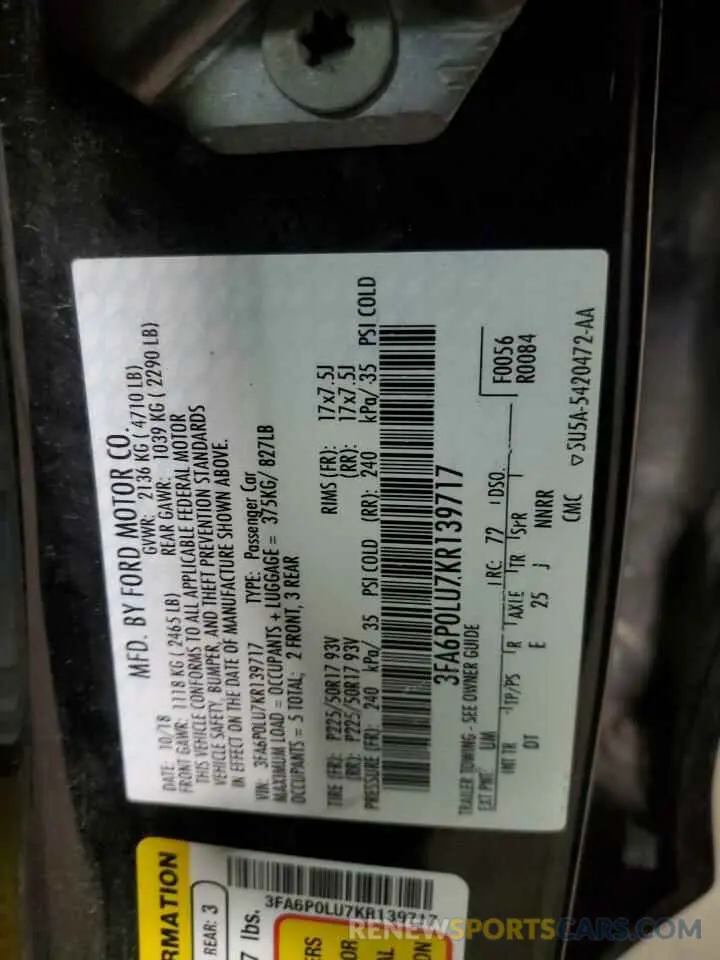 MFD. BY FORD MOTOR CO.
DATE: 10/18 GVWR: 2136 KG ( 4710 LB)
FRONT GAWR: 1118 KG ( 2465 LB) REAR GAWR: 1039 KG ( 2290 LB)
THIS VEHICLE CONFORMS TO ALL APPLICABLE FEDERAL MOTOR
VEHICLE SAFETY, BUMPER, AND THEFT PREVENTION STANDARDS
IN EFFECT ON THE DATE OF MANUFACTURE SHOWN ABOVE.
VIN: 3FA6P0LU7KR139717 TYPE: Passenger Car
MAXIMUM LOAD = OCCUPANTS + LUGGAGE = 375KG/ 827LB
OCCUPANTS = 5 TOTAL; 2 FRONT, 3 REAR
TIRE (FR): P225/50R17 93V RIMS (FR): 17x7.5J
(RR): P225/50R17 93V (RR): 17x7.5J
PRESSURE (FR): 240 kPa/ 35 PSI COLD (RR): 240 kPa/ 35 PSI COLD
3FA6P0LU7KR139717
TRAILER TOWING - SEE OWNER GUIDE
F0056
R0084
EXT PNT: UM RC: 72 DSO:
INT TR TP/PS R AXLE TR SPR
DT E 25 J NNRR
CMC
5U5A-5420472-AA
RMATION
REAR: 3
7 lbs.
3FA6P0LU7KR139717
ERS
OR
AL
ON
RENEWSPORTSCARS.COM